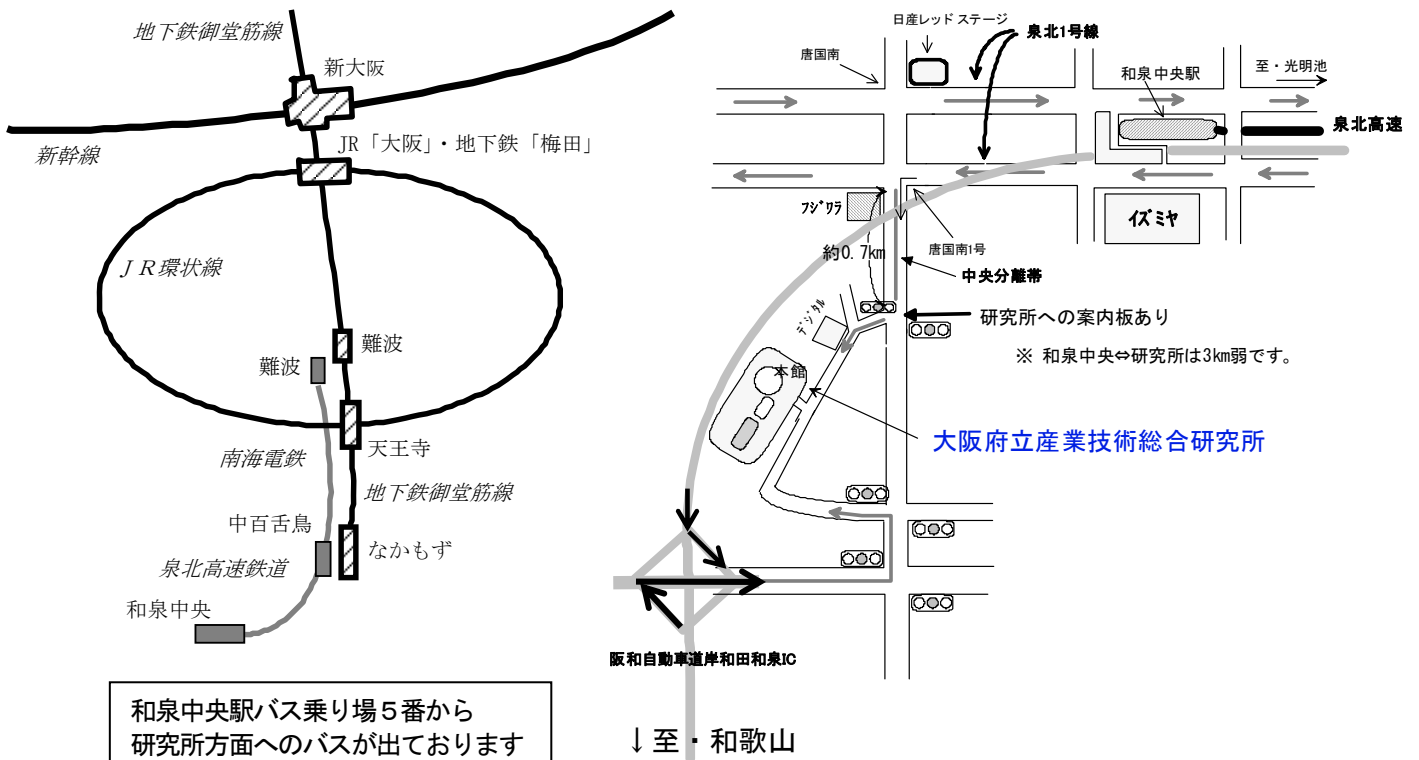 地下鉄御堂筋線
新大阪
新幹線
JR「大阪」・地下鉄「梅田」
JR環状線
難波
難波
天王寺
南海電鉄
地下鉄御堂筋線
中百舌鳥
なかもず
泉北高速鉄道
和泉中央
和泉中央駅バス乗り場5番から
研究所方面へのバスが出ております
日産レッドステージ
泉北1号線
唐国南
和泉中央駅
至・光明池
泉北高速
フジワラ
イズミヤ
唐国南1号
約0.7km
中央分離帯
デジタル
研究所への案内板あり
※ 和泉中央⇔研究所は3km弱です。
本館
大阪府立産業技術総合研究所
阪和自動車道岸和田和泉IC
↓至・和歌山